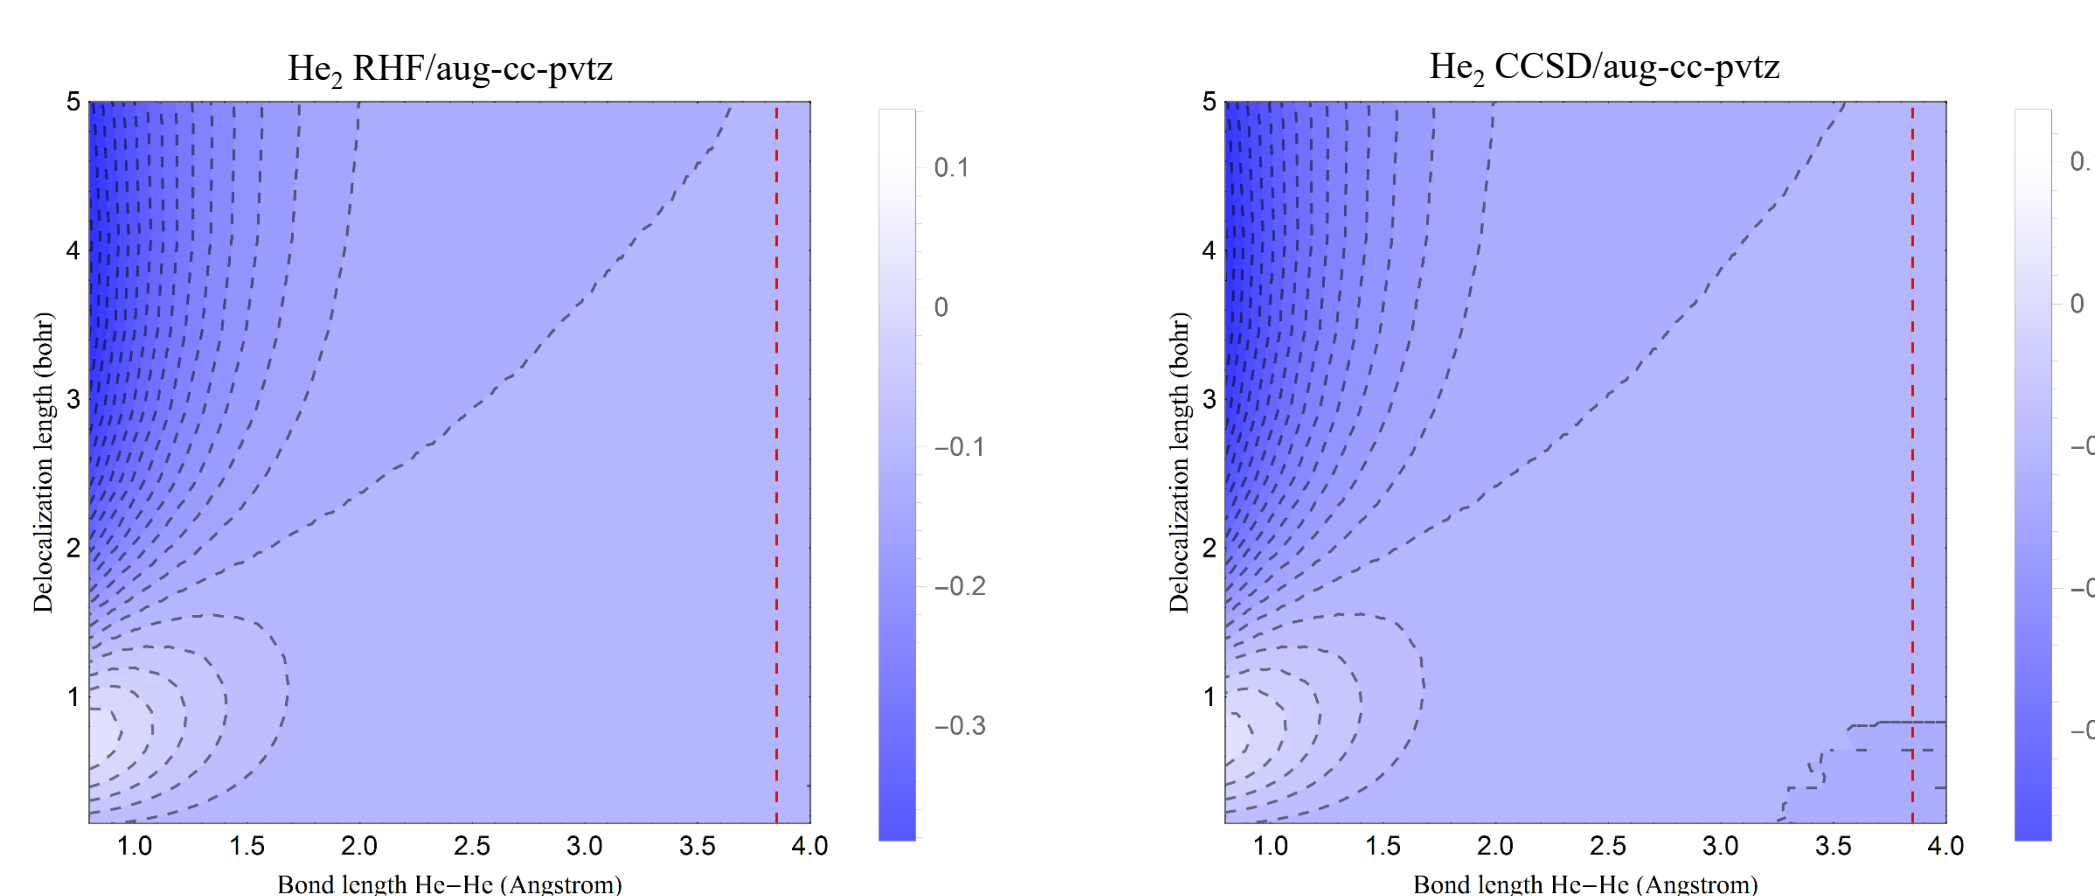 He₂ RHF/aug-cc-pvtz
5
4
3
2
1
Delocalization length (bohr)
1.0 1.5 2.0 2.5 3.0 3.5 4.0
Bond length He−He (Angstrom)
0.1
0
−0.1
−0.2
−0.3
He₂ CCSD/aug-cc-pvtz
5
4
3
2
1
Delocalization length (bohr)
1.0 1.5 2.0 2.5 3.0 3.5 4.0
Bond length He−He (Angstrom)
0.
0